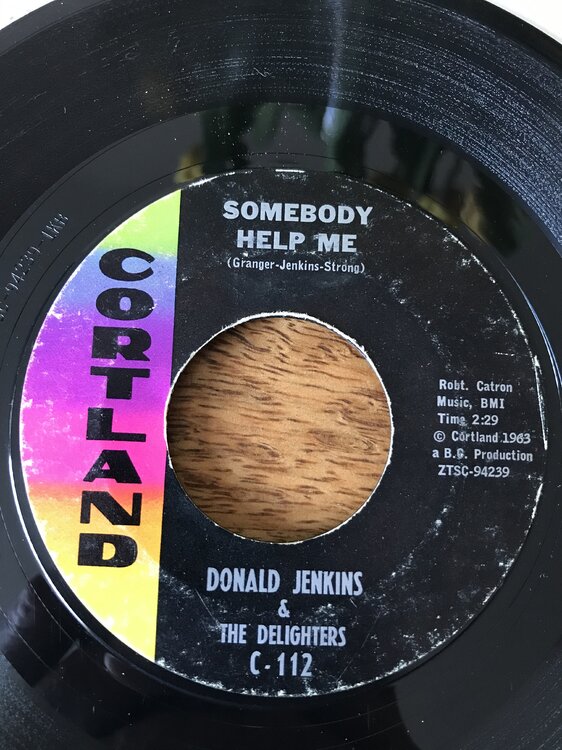 CORTLAND
SOMEBODY
HELP ME
(Granger-Jenkins-Strong)
Robt. Catron
Music, BMI
Time 2:29
© Cortland 1963
a B.G. Production
ZTSC-94239
DONALD JENKINS
&
THE DELIGHTERS
C-112